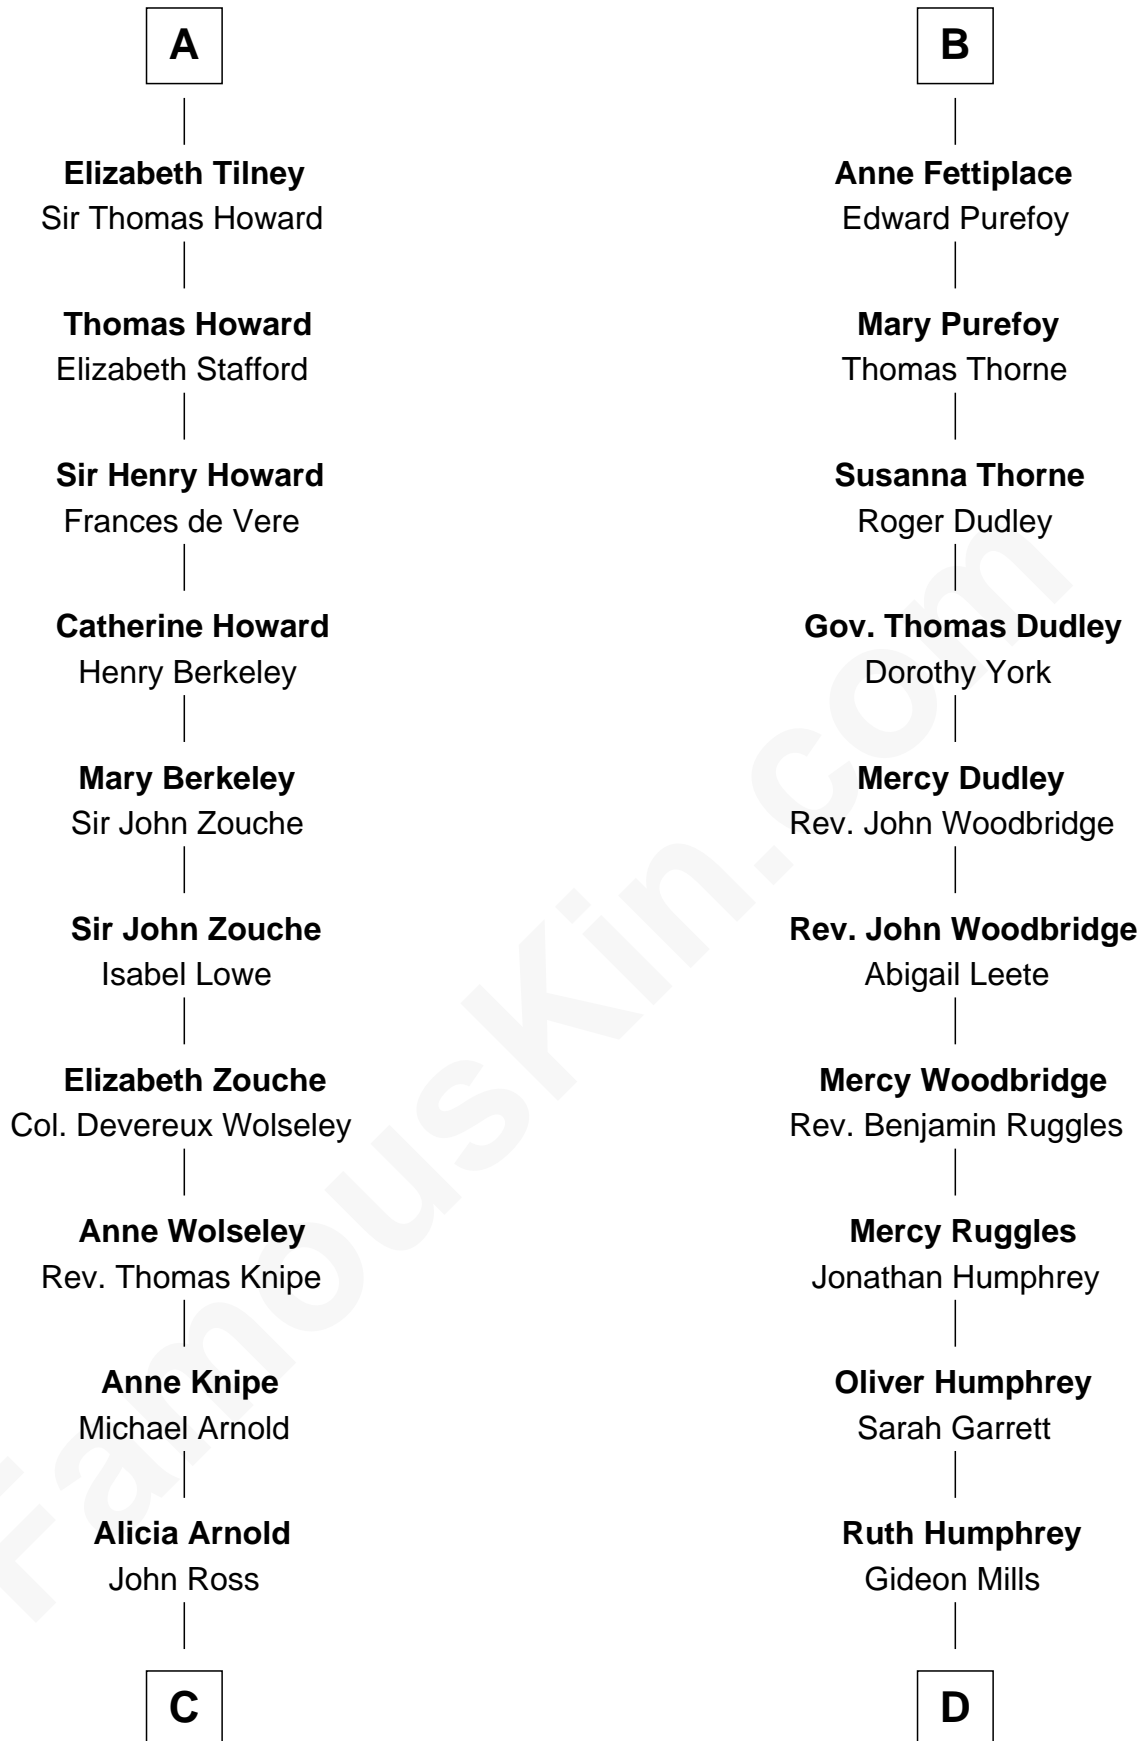 A
Elizabeth Tilney
Sir Thomas Howard
Thomas Howard
Elizabeth Stafford
Sir Henry Howard
Frances de Vere
Catherine Howard
Henry Berkeley
Mary Berkeley
Sir John Zouche
Sir John Zouche
Isabel Lowe
Elizabeth Zouche
Col. Devereux Wolseley
Anne Wolseley
Rev. Thomas Knipe
Anne Knipe
Michael Arnold
Alicia Arnold
John Ross
C
B
Anne Fettiplace
Edward Purefoy
Mary Purefoy
Thomas Thorne
Susanna Thorne
Roger Dudley
Gov. Thomas Dudley
Dorothy York
Mercy Dudley
Rev. John Woodbridge
Rev. John Woodbridge
Abigail Leete
Mercy Woodbridge
Rev. Benjamin Ruggles
Mercy Ruggles
Jonathan Humphrey
Oliver Humphrey
Sarah Garrett
Ruth Humphrey
Gideon Mills
D
FamousKin.com